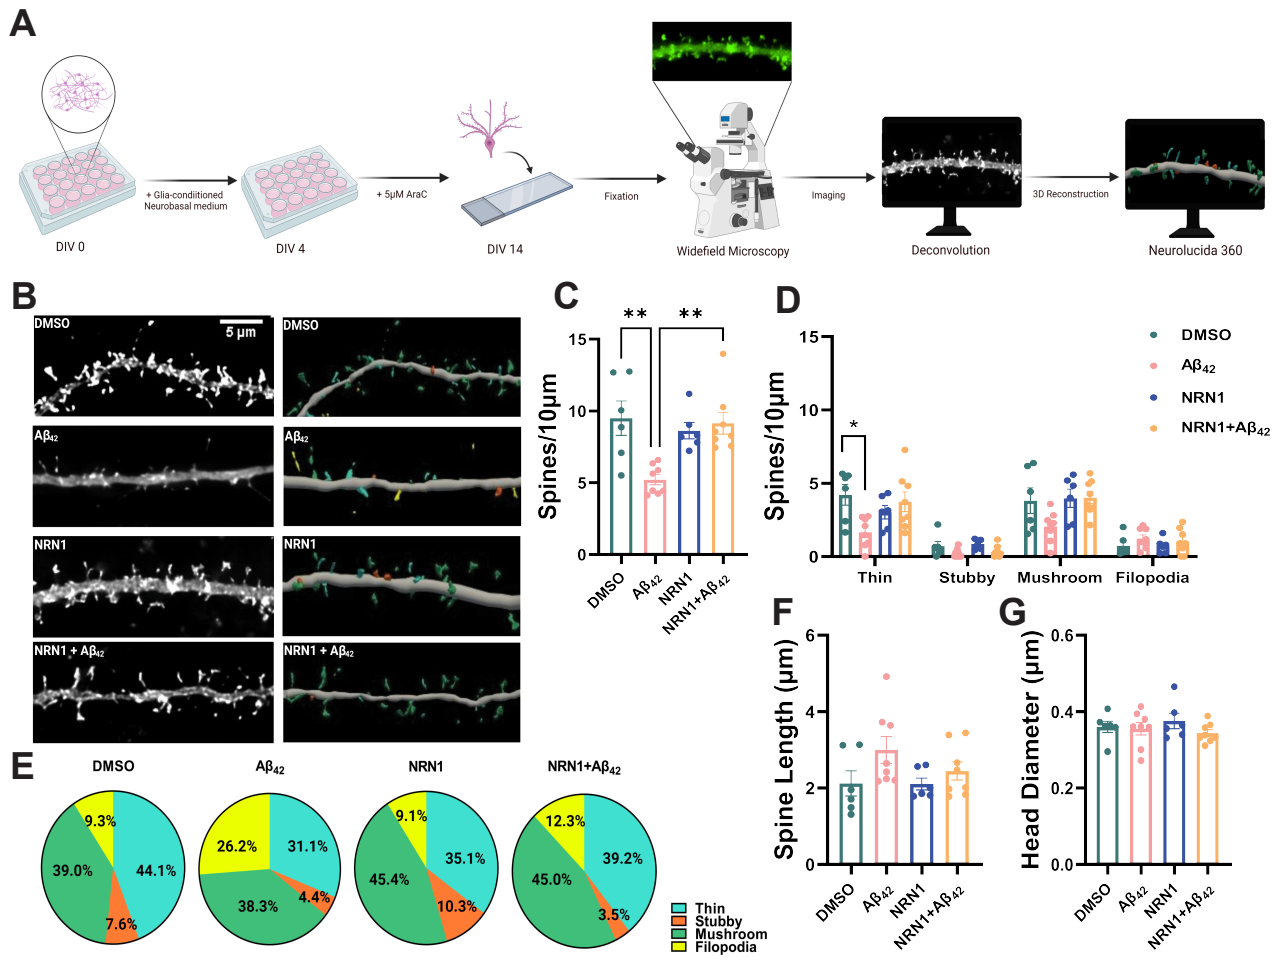 A
+ Glia-condiitioned
Neurobasal medium
+ 5µM AraC
Fixation
Imaging
3D Reconstruction
DIV 0
DIV 4
DIV 14
Widefield Microscopy
Deconvolution
Neurolucida 360
B
DMSO
5 µm
DMSO
Aβ42
Aβ42
NRN1
NRN1
NRN1 + Aβ42
NRN1 + Aβ42
C
**
**
Spines/10µm
15
10
5
0
DMSO
Aβ42
NRN1
NRN1+Aβ42
D
Spines/10µm
15
10
5
0
*
Thin
Stubby
Mushroom
Filopodia
DMSO
Aβ42
NRN1
NRN1+Aβ42
E
DMSO
9.3%
44.1%
39.0%
7.6%
Aβ42
26.2%
31.1%
4.4%
38.3%
NRN1
9.1%
35.1%
45.4%
10.3%
NRN1+Aβ42
12.3%
39.2%
45.0%
3.5%
Thin
Stubby
Mushroom
Filopodia
F
Spine Length (µm)
6
4
2
0
DMSO
Aβ42
NRN1
NRN1+Aβ42
G
Head Diameter (µm)
0.6
0.4
0.2
0.0
DMSO
Aβ42
NRN1
NRN1+Aβ42